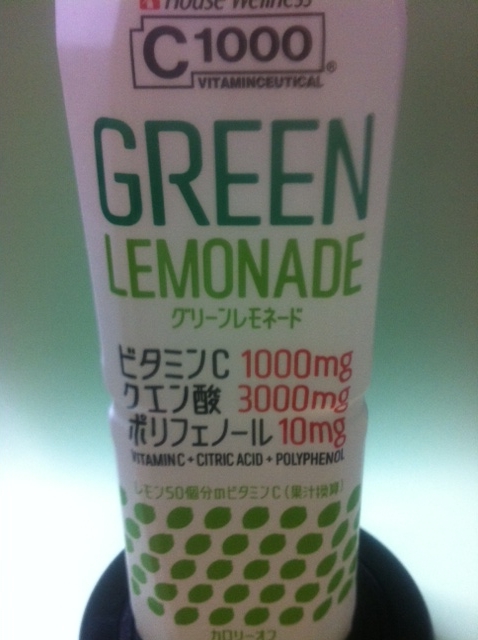 House Wellness
C1000
VITAMINCEUTICAL®
GREEN
LEMONADE
グリーンレモネード
ビタミンC 1000mg
クエン酸 3000mg
ポリフェノール 10mg
VITAMIN C + CITRIC ACID + POLYPHENOL
レモン50個分のビタミンC(果汁換算)
カロリーオフ